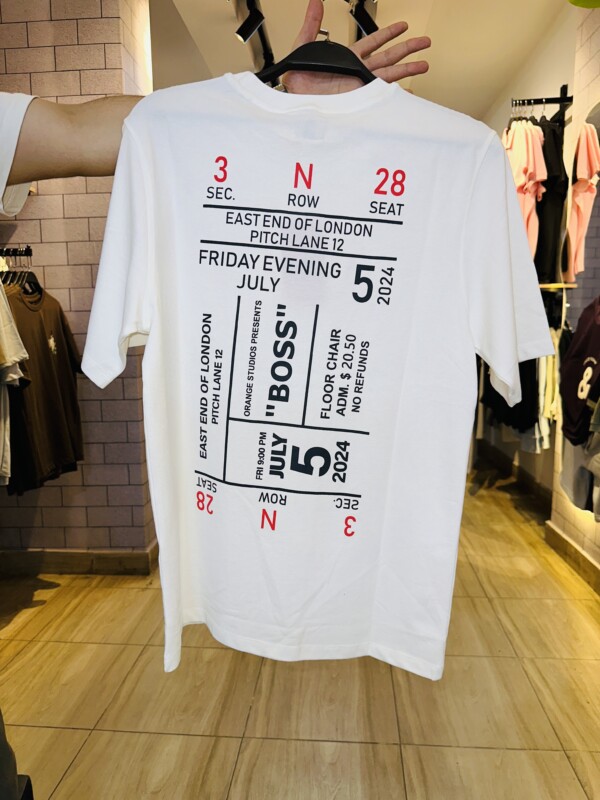 3 N 28
SEC. ROW SEAT
EAST END OF LONDON
PITCH LANE 12
FRIDAY EVENING
JULY 5 2024
EAST END OF LONDON
PITCH LANE 12
ORANGE STUDIOS PRESENTS
"BOSS"
FLOOR CHAIR
ADM. $ 20.50
NO REFUNDS
FRI 9:00 PM
JULY
5
2024
SEC. ROW SEAT
3 N 28